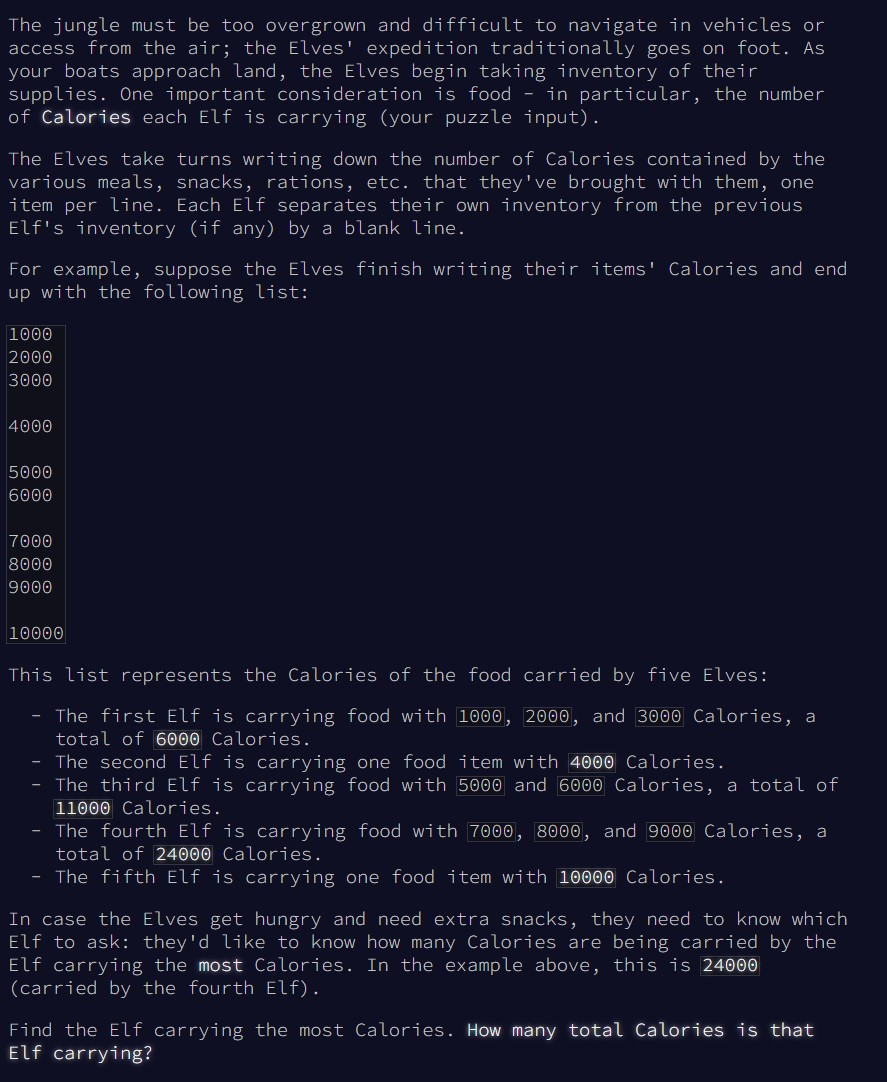 The jungle must be too overgrown and difficult to navigate in vehicles or
access from the air; the Elves' expedition traditionally goes on foot. As
your boats approach land, the Elves begin taking inventory of their
supplies. One important consideration is food - in particular, the number
of Calories each Elf is carrying (your puzzle input).
The Elves take turns writing down the number of Calories contained by the
various meals, snacks, rations, etc. that they've brought with them, one
item per line. Each Elf separates their own inventory from the previous
Elf's inventory (if any) by a blank line.
For example, suppose the Elves finish writing their items' Calories and end
up with the following list:
1000
2000
3000
4000
5000
6000
7000
8000
9000
10000
This list represents the Calories of the food carried by five Elves:
- The first Elf is carrying food with 1000, 2000, and 3000 Calories, a
total of 6000 Calories.
- The second Elf is carrying one food item with 4000 Calories.
- The third Elf is carrying food with 5000 and 6000 Calories, a total of
11000 Calories.
- The fourth Elf is carrying food with 7000, 8000, and 9000 Calories, a
total of 24000 Calories.
- The fifth Elf is carrying one food item with 10000 Calories.
In case the Elves get hungry and need extra snacks, they need to know which
Elf to ask: they'd like to know how many Calories are being carried by the
Elf carrying the most Calories. In the example above, this is 24000
(carried by the fourth Elf).
Find the Elf carrying the most Calories. How many total Calories is that
Elf carrying?